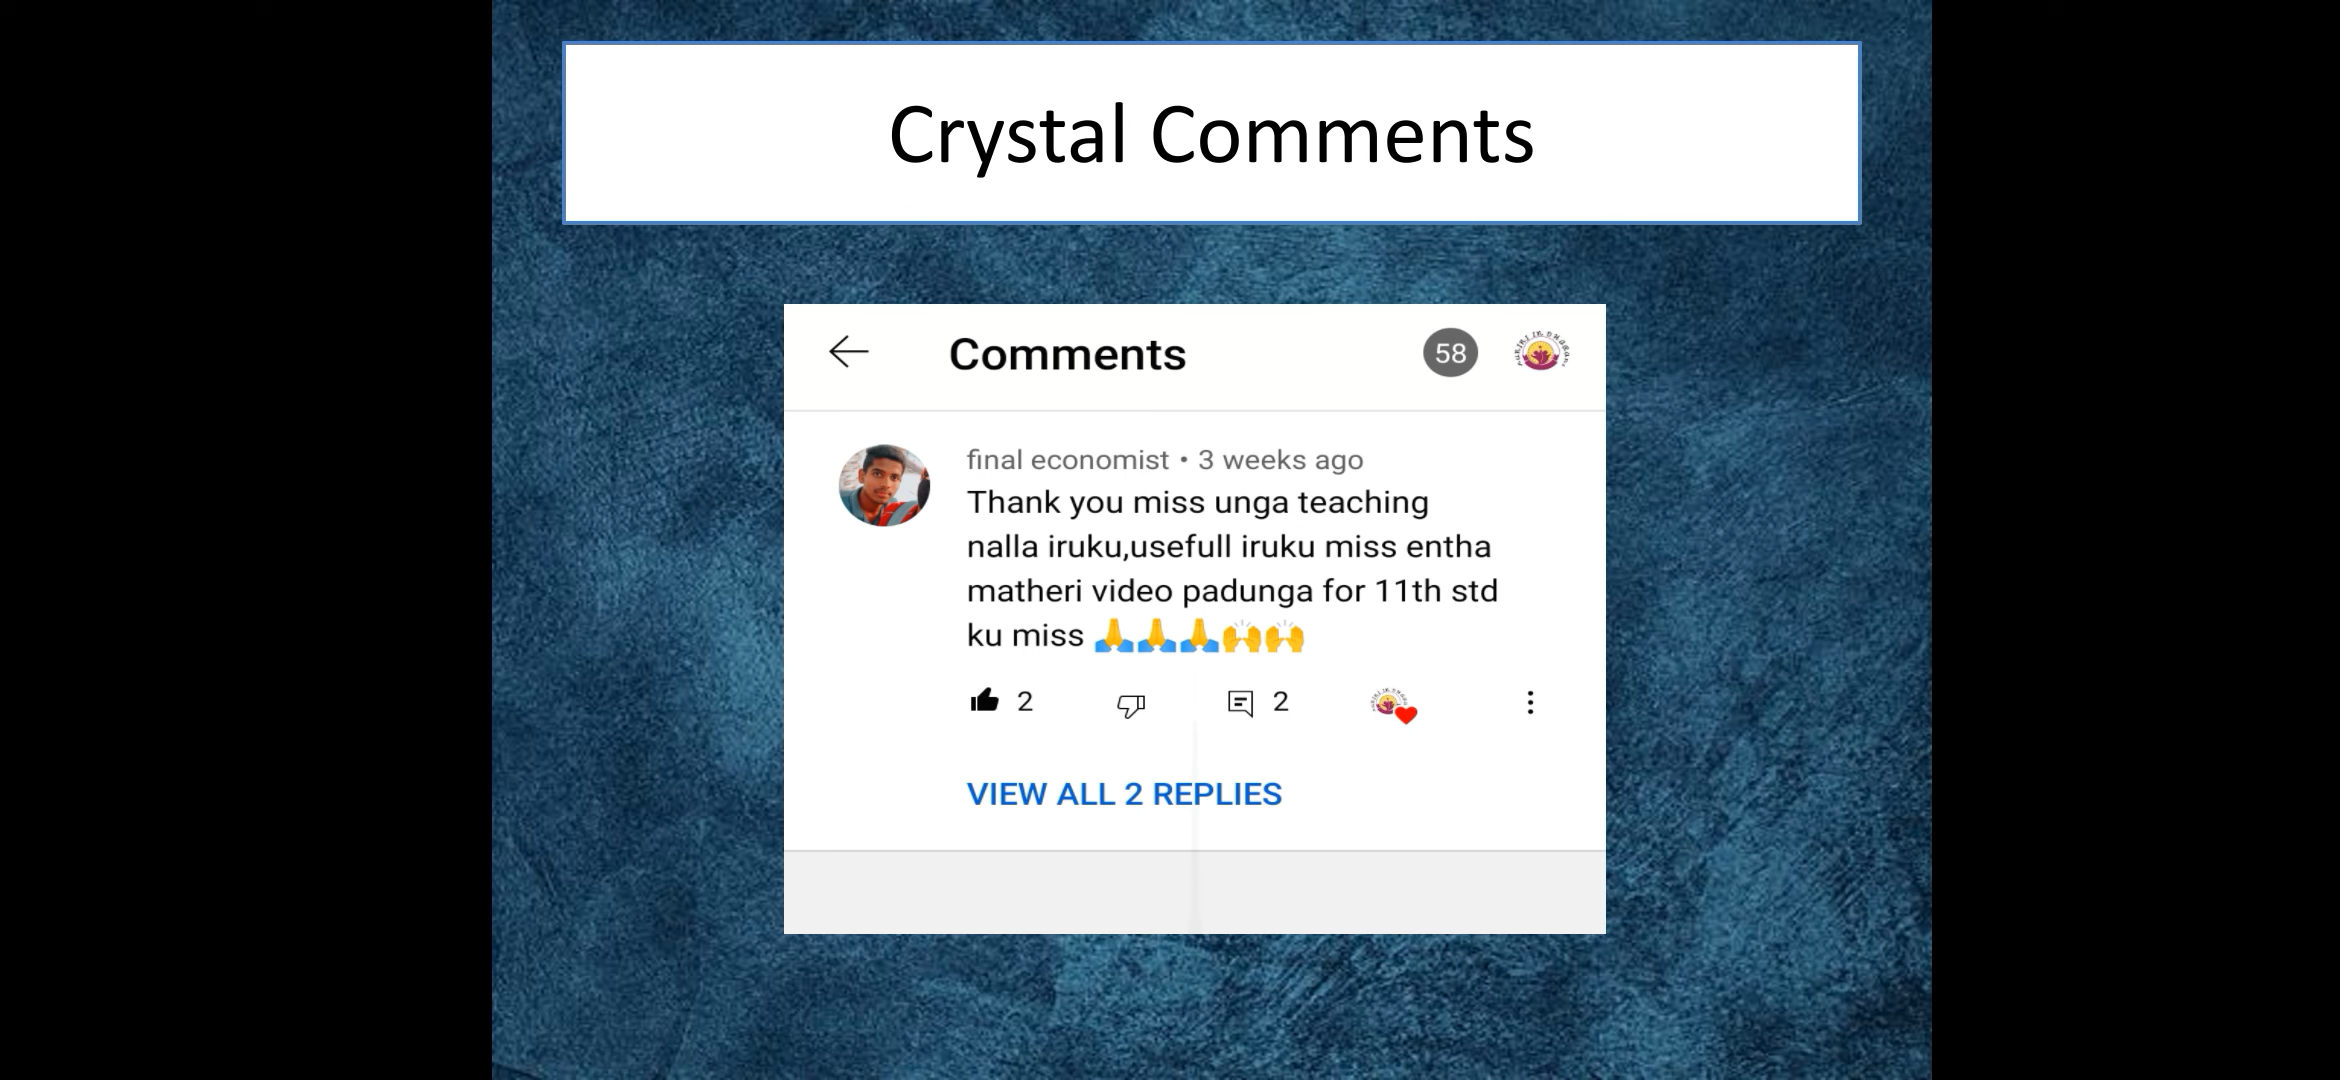 Crystal Comments
Comments
58
final economist • 3 weeks ago
Thank you miss unga teaching
nalla iruku,usefull iruku miss entha
matheri video padunga for 11th std
ku miss 🙏🙏🙏🙌🙌
2
2
VIEW ALL 2 REPLIES